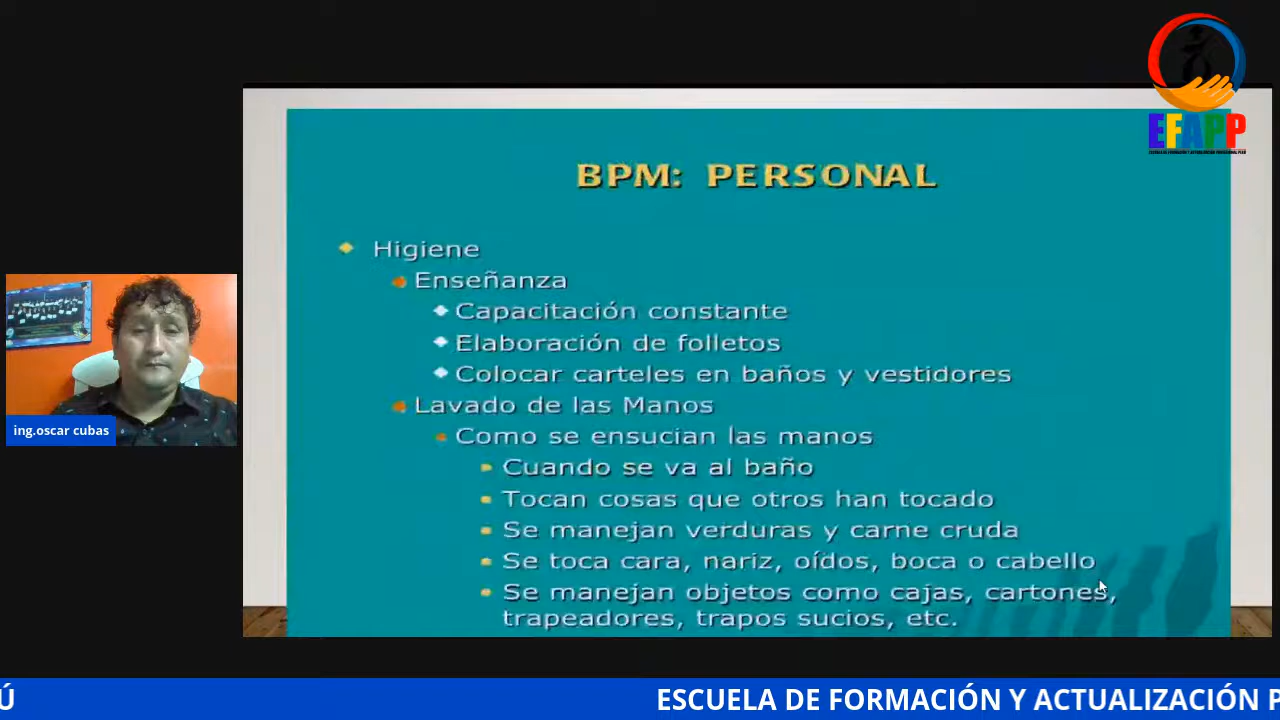 EFAPP
BPM: PERSONAL
Higiene
Enseñanza
Capacitación constante
Elaboración de folletos
Colocar carteles en baños y vestidores
Lavado de las Manos
Como se ensucian las manos
Cuando se va al baño
Tocan cosas que otros han tocado
Se manejan verduras y carne cruda
Se toca cara, nariz, oídos, boca o cabello
Se manejan objetos como cajas, cartones,
trapeadores, trapos sucios, etc.
ing.oscar cubas
Ú ESCUELA DE FORMACIÓN Y ACTUALIZACIÓN P